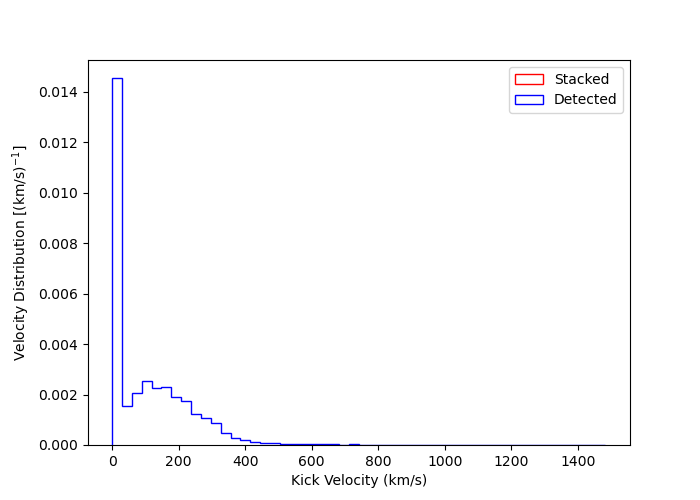 Stacked
Detected
Velocity Distribution [(km/s)⁻¹]
0.014
0.012
0.010
0.008
0.006
0.004
0.002
0.000
0 200 400 600 800 1000 1200 1400
Kick Velocity (km/s)